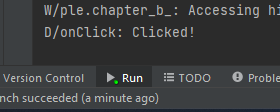 W/ple.chapter_b_: Accessing hi
D/onClick: Clicked!
Version Control Run TODO Proble
nch succeeded (a minute ago)